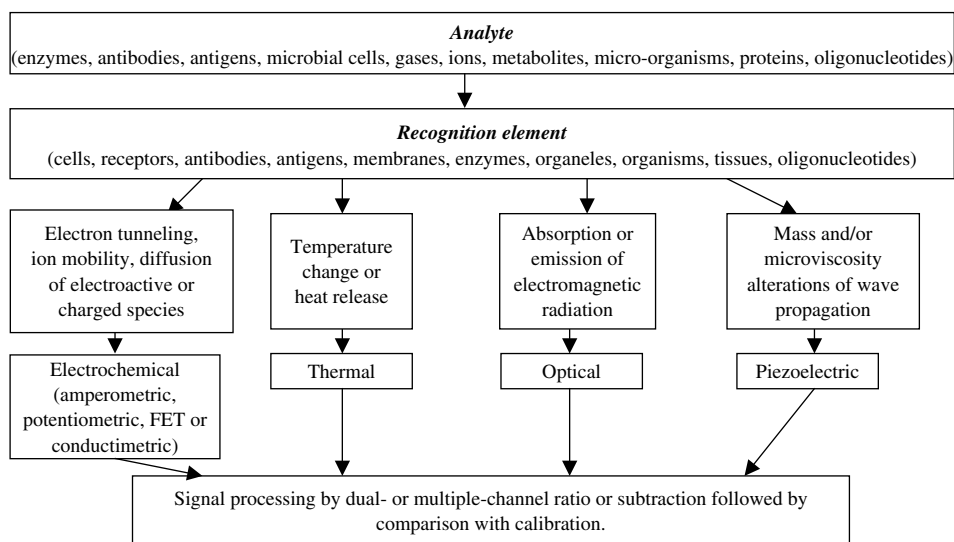 Analyte
(enzymes, antibodies, antigens, microbial cells, gases, ions, metabolites, micro-organisms, proteins, oligonucleotides)
Recognition element
(cells, receptors, antibodies, antigens, membranes, enzymes, organeles, organisms, tissues, oligonucleotides)
Electron tunneling,
ion mobility, diffusion
of electroactive or
charged species
Temperature
change or
heat release
Absorption or
emission of
electromagnetic
radiation
Mass and/or
microviscosity
alterations of wave
propagation
Electrochemical
(amperometric,
potentiometric, FET or
conductimetric)
Thermal
Optical
Piezoelectric
Signal processing by dual- or multiple-channel ratio or subtraction followed by
comparison with calibration.